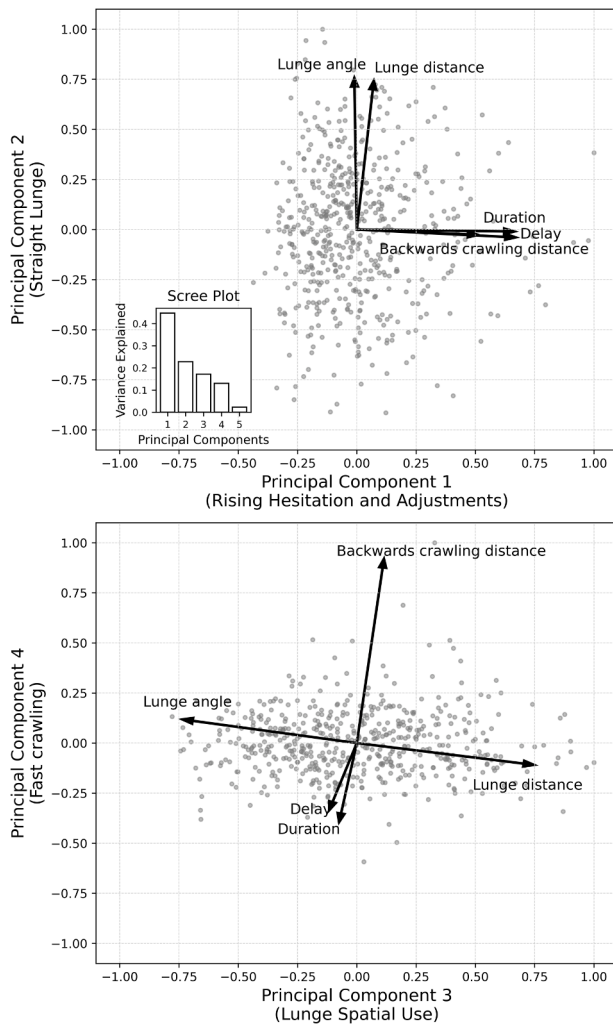 1.00
0.75
0.50
0.25
0.00
−0.25
−0.50
−0.75
−1.00
Principal Component 2
(Straight Lunge)
Lunge angle
Lunge distance
Duration
Delay
Backwards crawling distance
Scree Plot
Variance Explained
0.4
0.3
0.2
0.1
0.0
1 2 3 4 5
Principal Components
−1.00 −0.75 −0.50 −0.25 0.00 0.25 0.50 0.75 1.00
Principal Component 1
(Rising Hesitation and Adjustments)
1.00
0.75
0.50
0.25
0.00
−0.25
−0.50
−0.75
−1.00
Principal Component 4
(Fast crawling)
Backwards crawling distance
Lunge angle
Lunge distance
Delay
Duration
−1.00 −0.75 −0.50 −0.25 0.00 0.25 0.50 0.75 1.00
Principal Component 3
(Lunge Spatial Use)